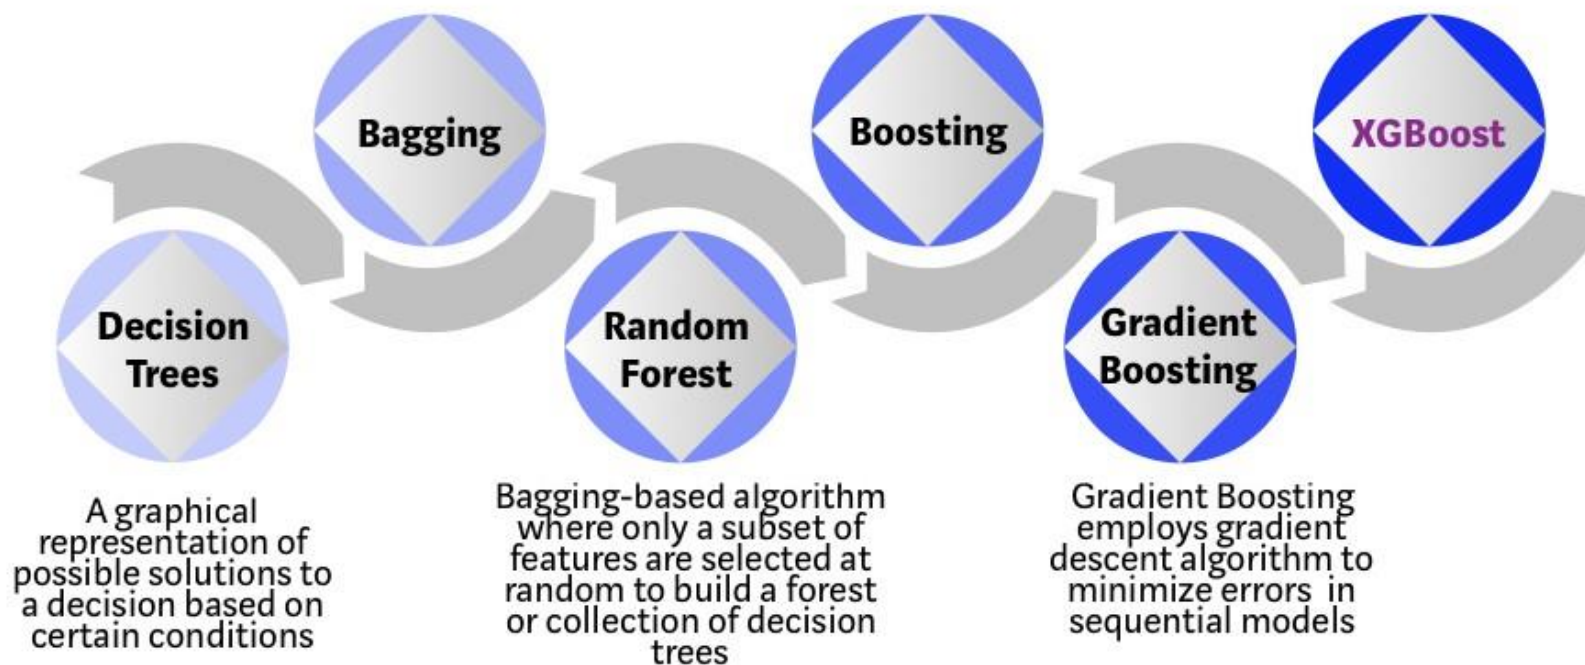 Bagging
Boosting
XGBoost
Decision
Trees
Random
Forest
Gradient
Boosting
A graphical
representation of
possible solutions to
a decision based on
certain conditions
Bagging-based algorithm
where only a subset of
features are selected at
random to build a forest
or collection of decision
trees
Gradient Boosting
employs gradient
descent algorithm to
minimize errors in
sequential models